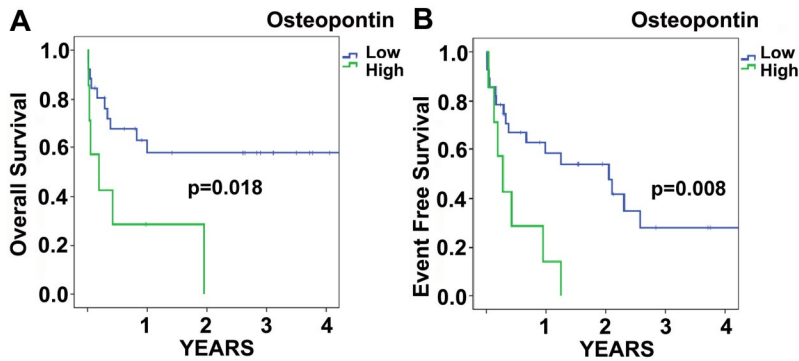 A
Osteopontin
Low
High
Overall Survival
1.0
0.8
0.6
0.4
0.2
0.0
p=0.018
1 2 3 4
YEARS
B
Osteopontin
Low
High
Event Free Survival
1.0
0.8
0.6
0.4
0.2
0.0
p=0.008
1 2 3 4
YEARS